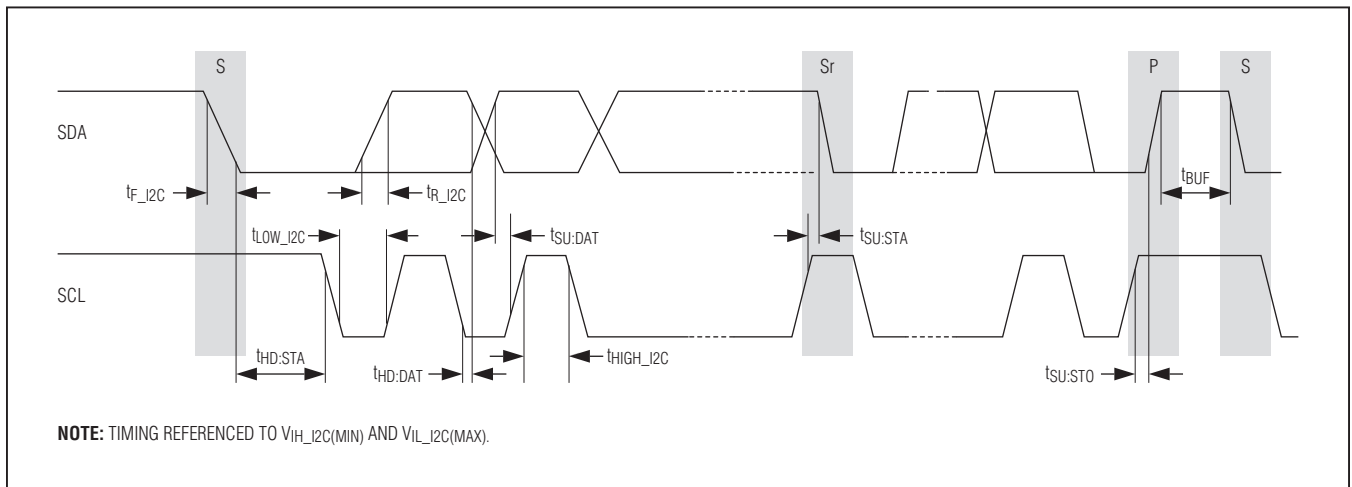 S Sr P S
SDA
tF_I2C tR_I2C tBUF
tLOW_I2C tSU:DAT tSU:STA
SCL
tHD:STA tHD:DAT tHIGH_I2C tSU:STO
NOTE: TIMING REFERENCED TO VIH_I2C(MIN) AND VIL_I2C(MAX).